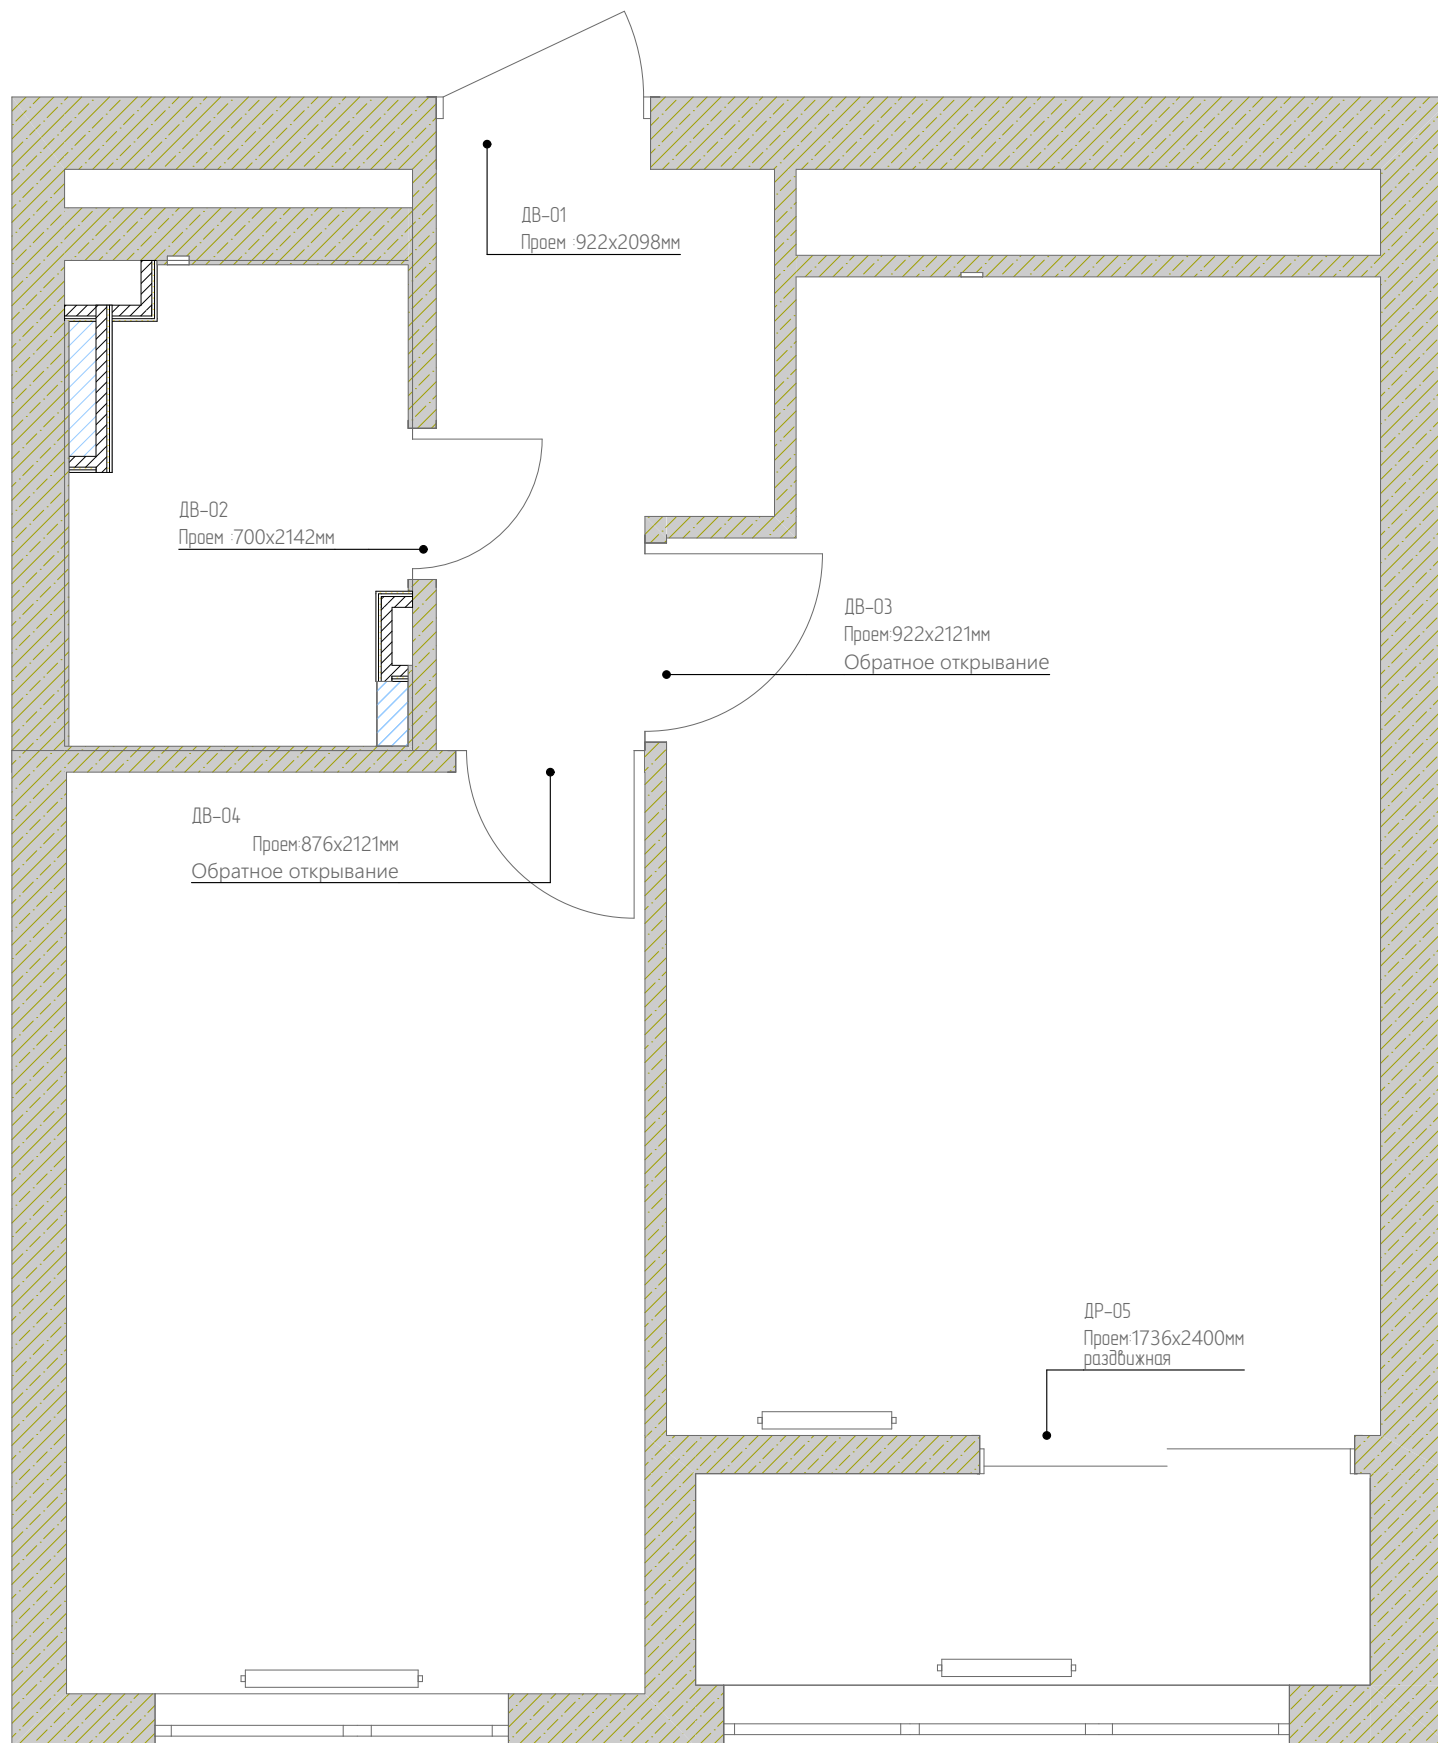 ДВ-01
Проем :922х2098мм
ДВ-02
Проем :700х2142мм
ДВ-03
Проем:922х2121мм
Обратное открывание
ДВ-04
Проем:876х2121мм
Обратное открывание
ДР-05
Проем:1736х2400мм
раздвижная